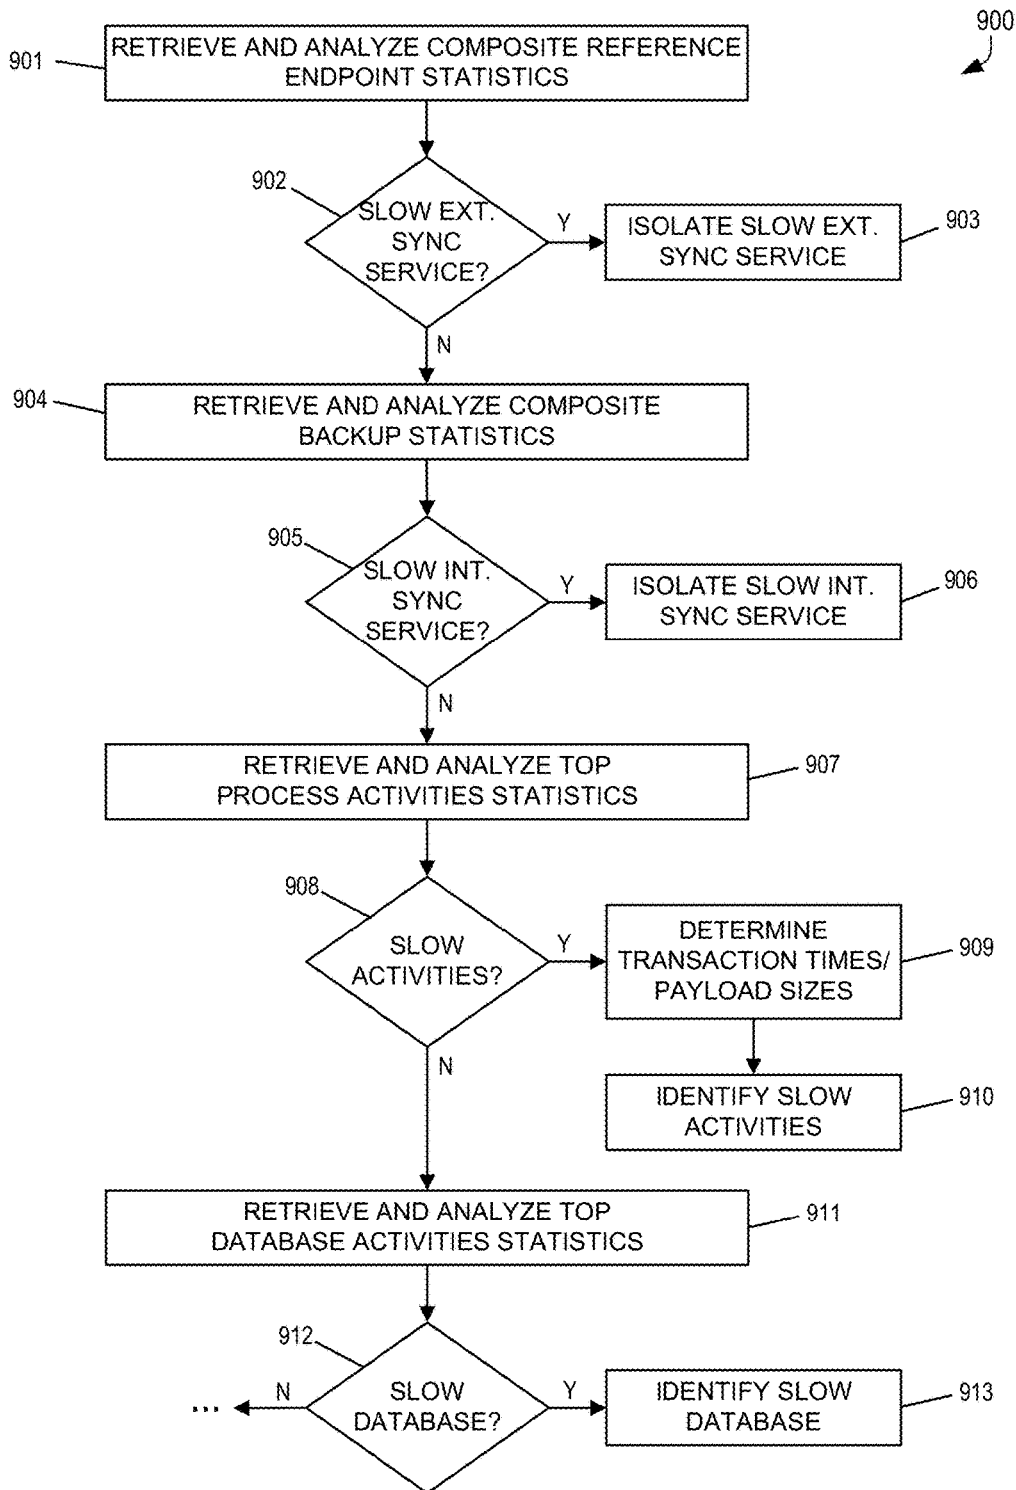 900
901
RETRIEVE AND ANALYZE COMPOSITE REFERENCE
ENDPOINT STATISTICS
902
SLOW EXT.
SYNC
SERVICE?
Y
ISOLATE SLOW EXT.
SYNC SERVICE
903
N
904
RETRIEVE AND ANALYZE COMPOSITE
BACKUP STATISTICS
905
SLOW INT.
SYNC
SERVICE?
Y
ISOLATE SLOW INT.
SYNC SERVICE
906
N
RETRIEVE AND ANALYZE TOP
PROCESS ACTIVITIES STATISTICS
907
908
SLOW
ACTIVITIES?
Y
DETERMINE
TRANSACTION TIMES/
PAYLOAD SIZES
909
N
IDENTIFY SLOW
ACTIVITIES
910
RETRIEVE AND ANALYZE TOP
DATABASE ACTIVITIES STATISTICS
911
912
SLOW
DATABASE?
N
...
Y
IDENTIFY SLOW
DATABASE
913